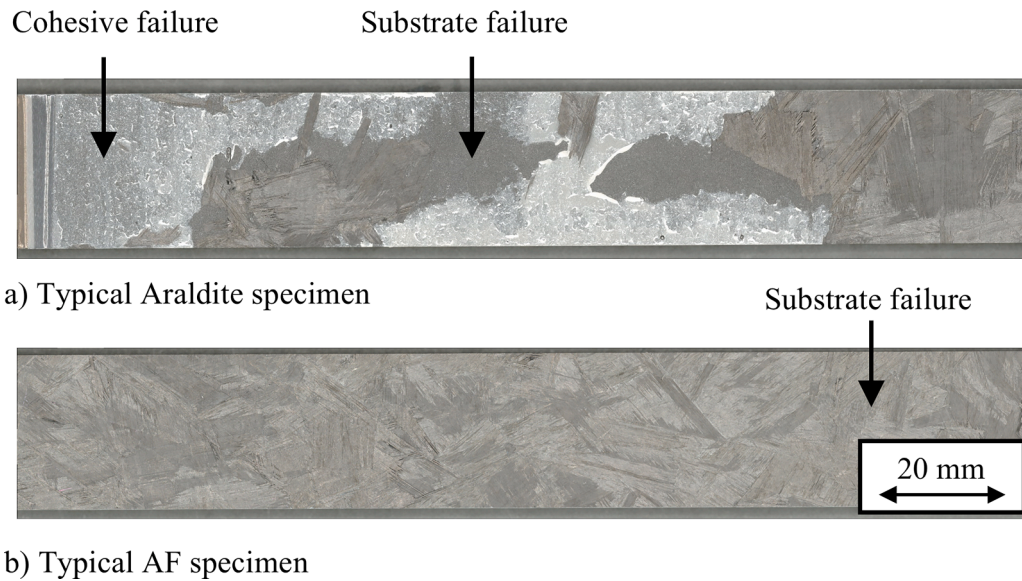 Cohesive failure
Substrate failure
a) Typical Araldite specimen
Substrate failure
20 mm
b) Typical AF specimen